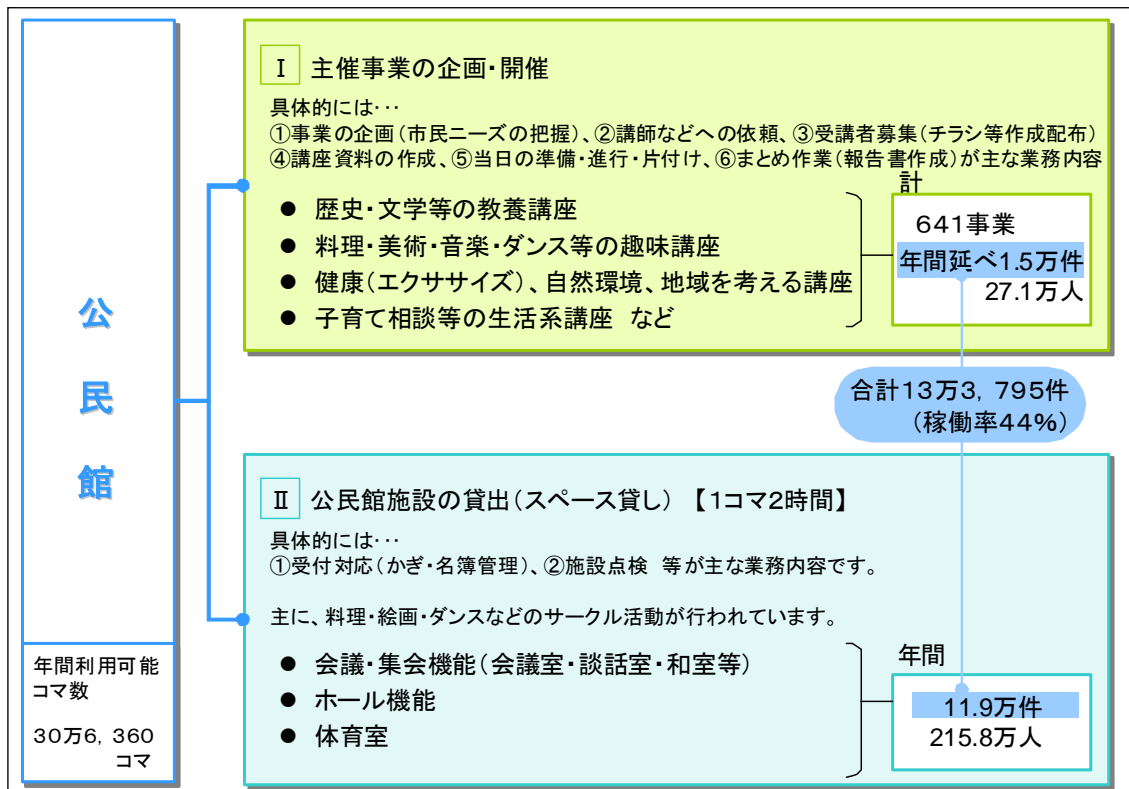 公
民
館
年間利用可能
コマ数
30万6,360
コマ
Ⅰ 主催事業の企画・開催
具体的には・・・
①事業の企画(市民ニーズの把握)、②講師などへの依頼、③受講者募集(チラシ等作成配布)
④講座資料の作成、⑤当日の準備・進行・片付け、⑥まとめ作業(報告書作成)が主な業務内容
● 歴史・文学等の教養講座
● 料理・美術・音楽・ダンス等の趣味講座
● 健康(エクササイズ)、自然環境、地域を考える講座
● 子育て相談等の生活系講座 など
計
641事業
年間延べ1.5万件
27.1万人
合計13万3,795件
(稼働率44%)
Ⅱ 公民館施設の貸出(スペース貸し) 【1コマ2時間】
具体的には・・・
①受付対応(かぎ・名簿管理)、②施設点検 等が主な業務内容です。
主に、料理・絵画・ダンスなどのサークル活動が行われています。
● 会議・集会機能(会議室・談話室・和室等)
● ホール機能
● 体育室
年間
11.9万件
215.8万人